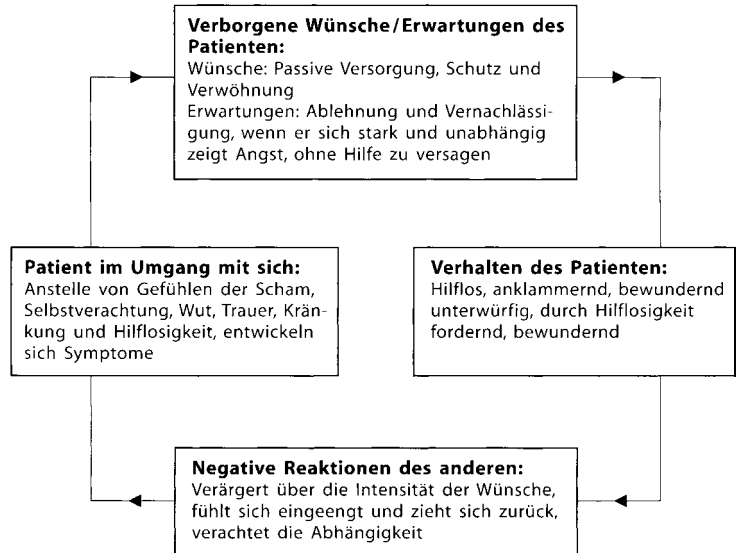 Verborgene Wünsche/Erwartungen des
Patienten:
Wünsche: Passive Versorgung, Schutz und
Verwöhnung
Erwartungen: Ablehnung und Vernachlässi-
gung, wenn er sich stark und unabhängig
zeigt Angst, ohne Hilfe zu versagen
Patient im Umgang mit sich:
Anstelle von Gefühlen der Scham,
Selbstverachtung, Wut, Trauer, Krän-
kung und Hilflosigkeit, entwickeln
sich Symptome
Verhalten des Patienten:
Hilflos, anklammernd, bewundernd
unterwürfig, durch Hilflosigkeit
fordernd, bewundernd
Negative Reaktionen des anderen:
Verärgert über die Intensität der Wünsche,
fühlt sich eingeengt und zieht sich zurück,
verachtet die Abhängigkeit